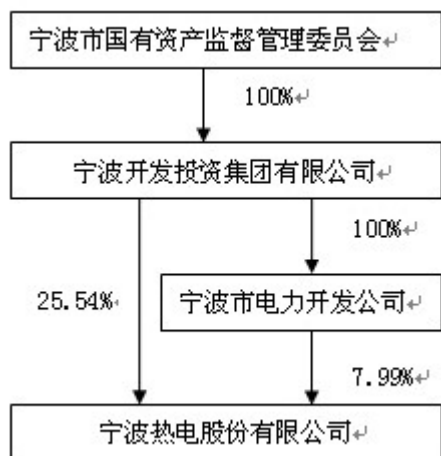 宁波市国有资产监督管理委员会↵
100%↵
宁波开发投资集团有限公司↵
100%↵
25.54%↵
宁波市电力开发公司↵
7.99%↵
宁波热电股份有限公司↵